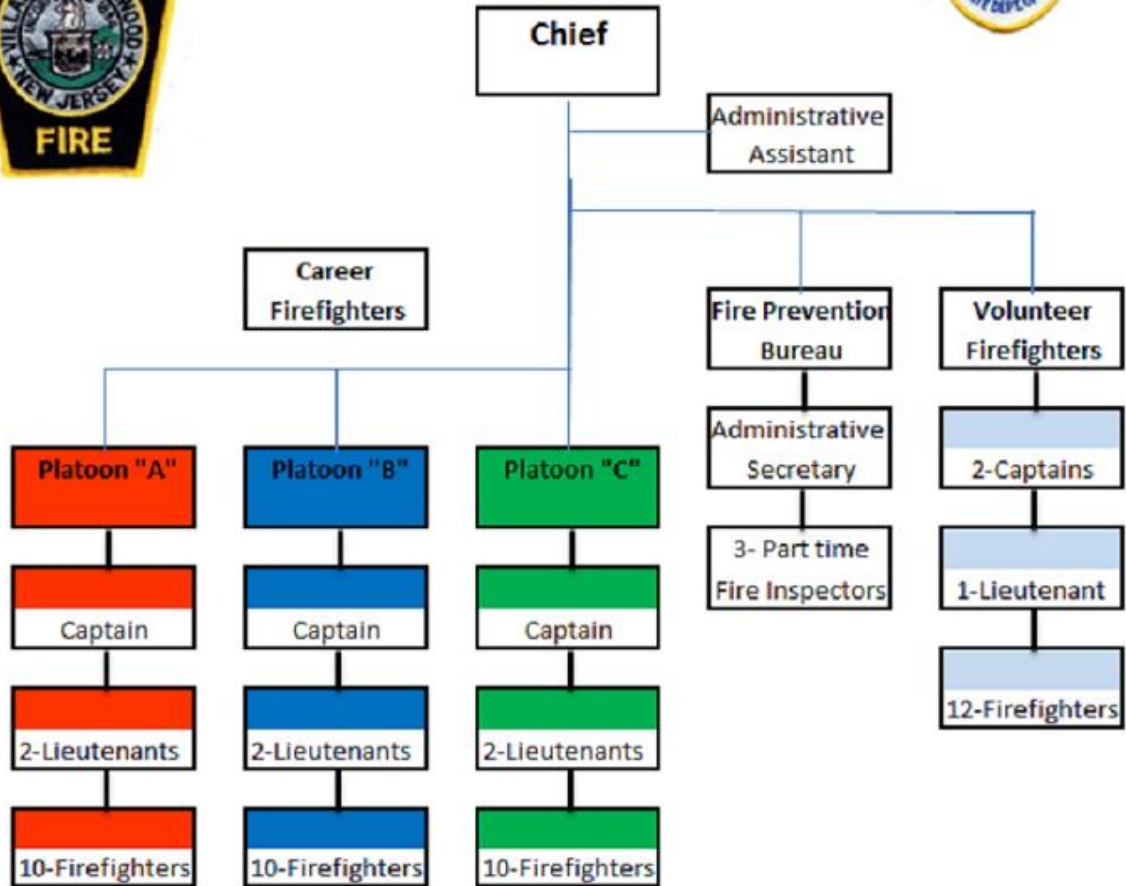 NEW JERSEY
FIRE
Chief
Administrative
Assistant
Career
Firefighters
Fire Prevention
Bureau
Volunteer
Firefighters
Administrative
Secretary
2-Captains
Platoon "A"
Platoon "B"
Platoon "C"
3- Part time
Fire Inspectors
1-Lieutenant
Captain
Captain
Captain
12-Firefighters
2-Lieutenants
2-Lieutenants
2-Lieutenants
10-Firefighters
10-Firefighters
10-Firefighters